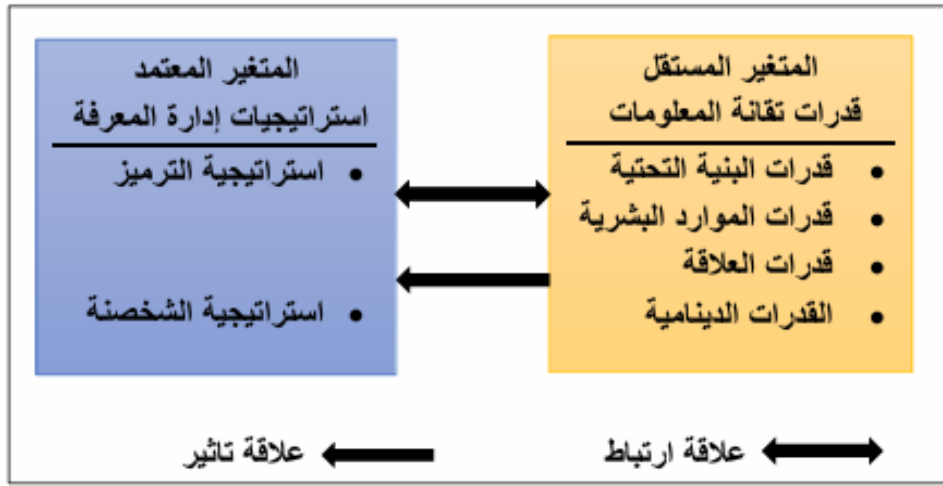 المتغير المستقل
قدرات تقانة المعلومات
• قدرات البنية التحتية
• قدرات الموارد البشرية
• قدرات العلاقة
• القدرات الدينامية
المتغير المعتمد
استراتيجيات إدارة المعرفة
• استراتيجية الترميز
• استراتيجية الشخصنة
علاقة ارتباط
علاقة تاثير